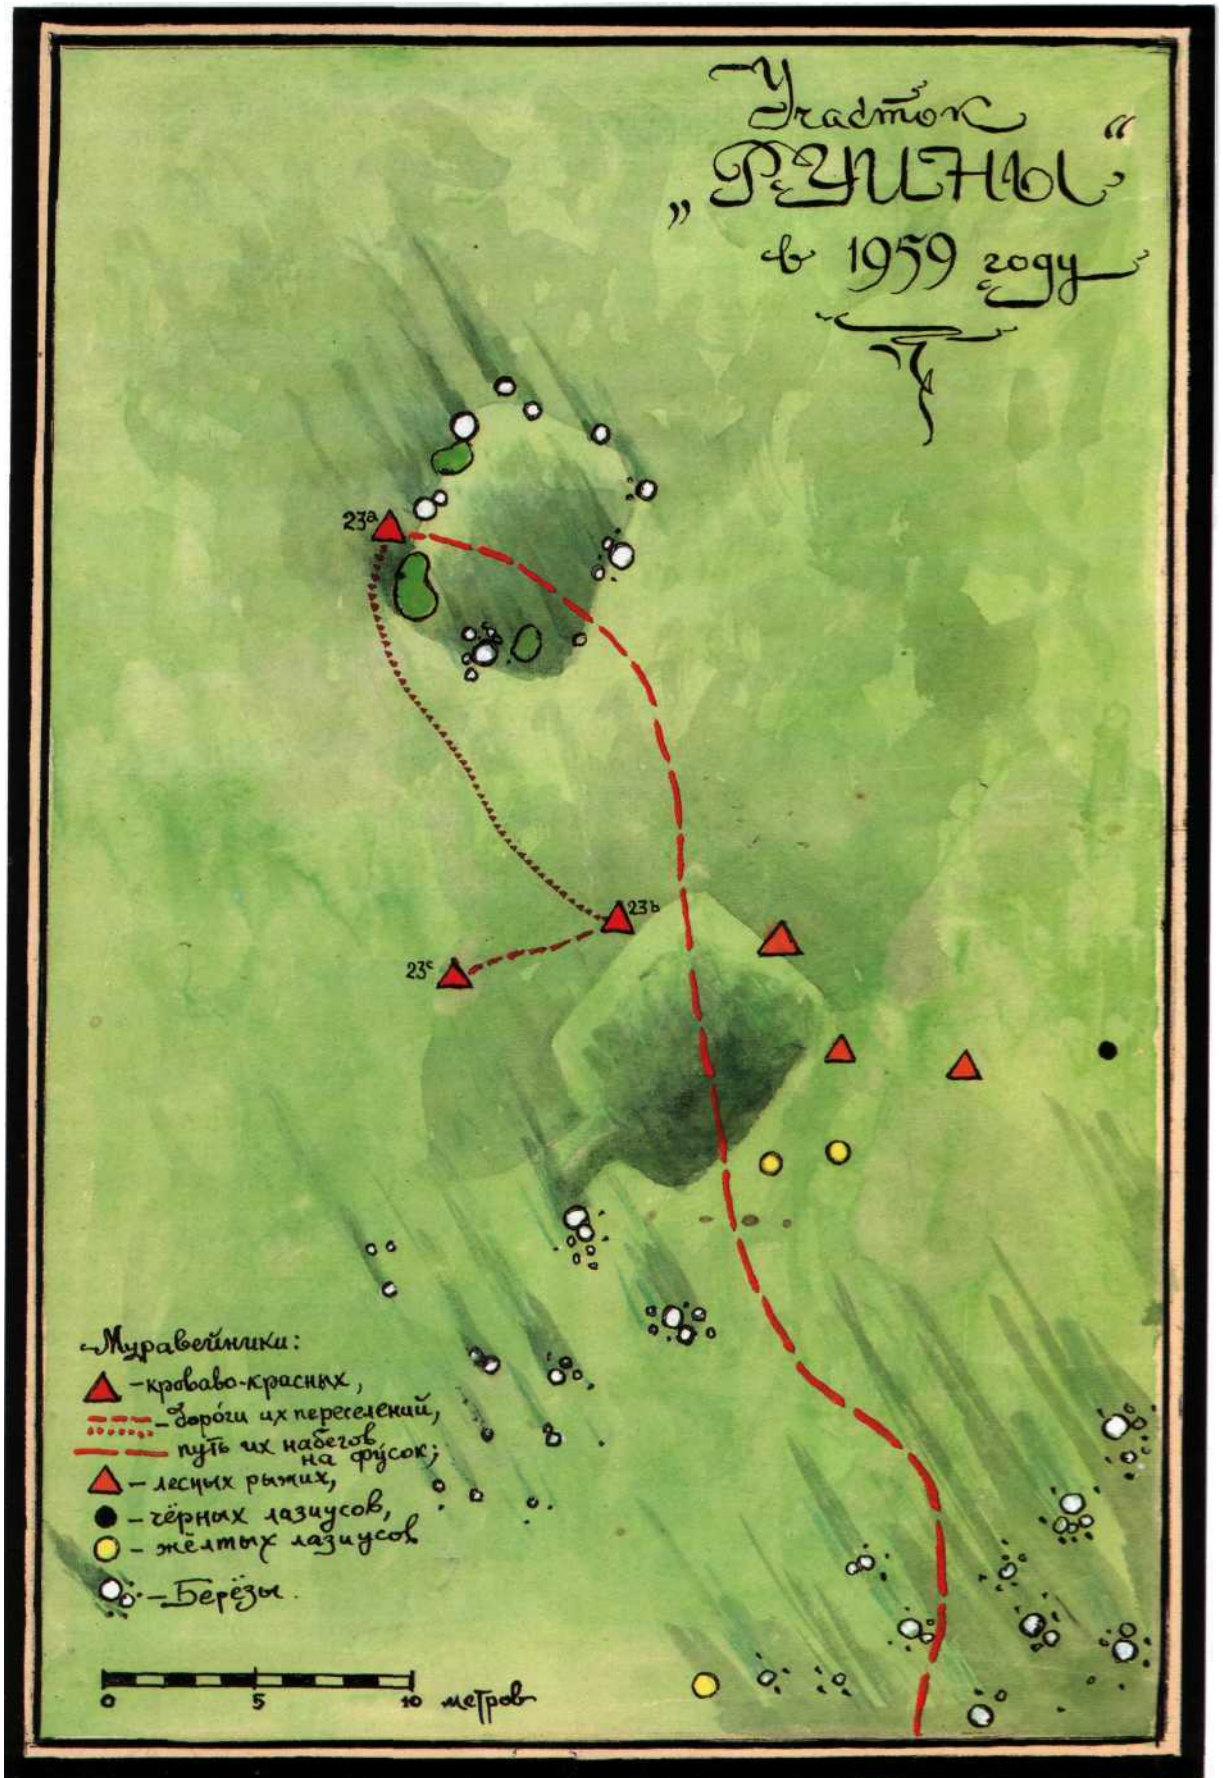 Участок
„РУИНЫ“
в 1959 году
23а
23b
23c
Муравейники:
– кроваво-красных,
– дороги их переселений,
путь их набегов
на фусок;
– лесных рыжих,
– чёрных лазиусов,
– жёлтых лазиусов
– Берёзы.
0 5 10 метров